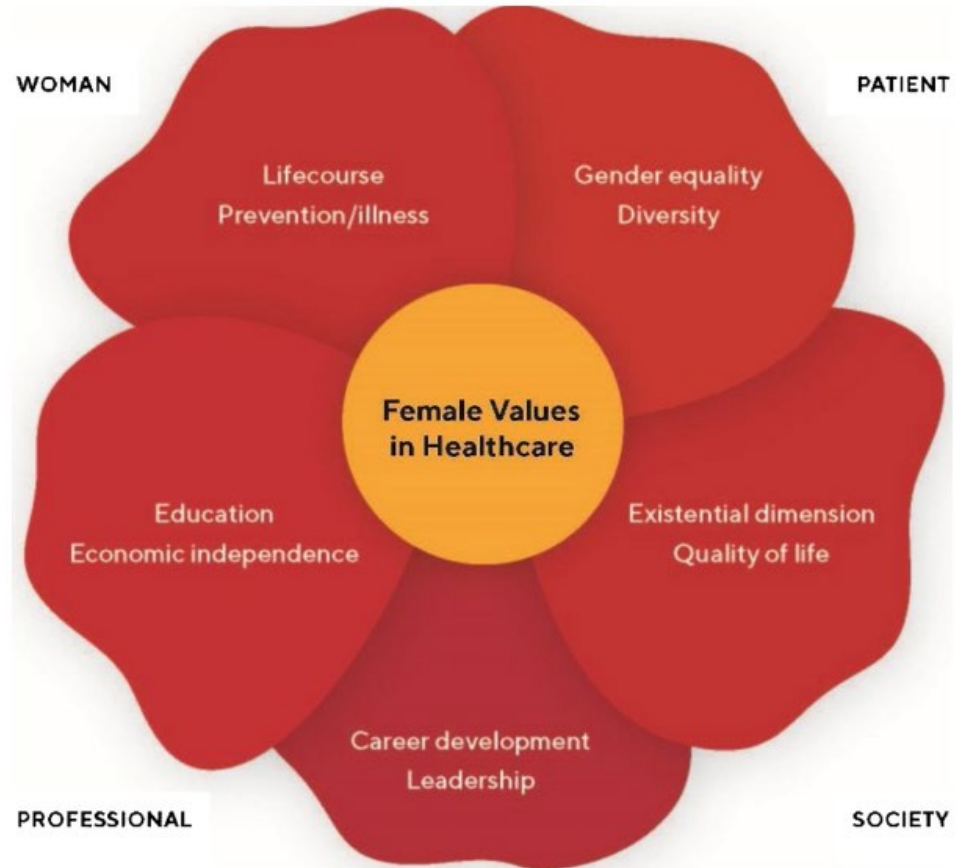 WOMAN
PATIENT
Lifecourse
Prevention/illness
Gender equality
Diversity
Female Values
in Healthcare
Education
Economic independence
Existential dimension
Quality of life
Career development
Leadership
PROFESSIONAL
SOCIETY